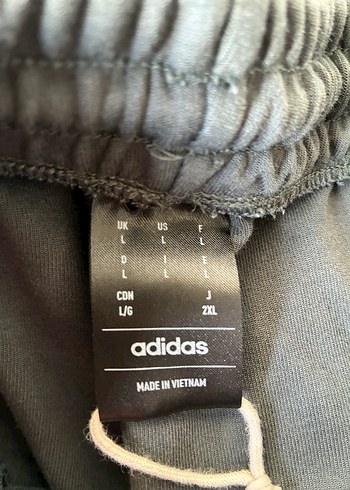 UK US F
L L L
D I E
L L L
CDN J
L/G 2XL
adidas
MADE IN VIETNAM